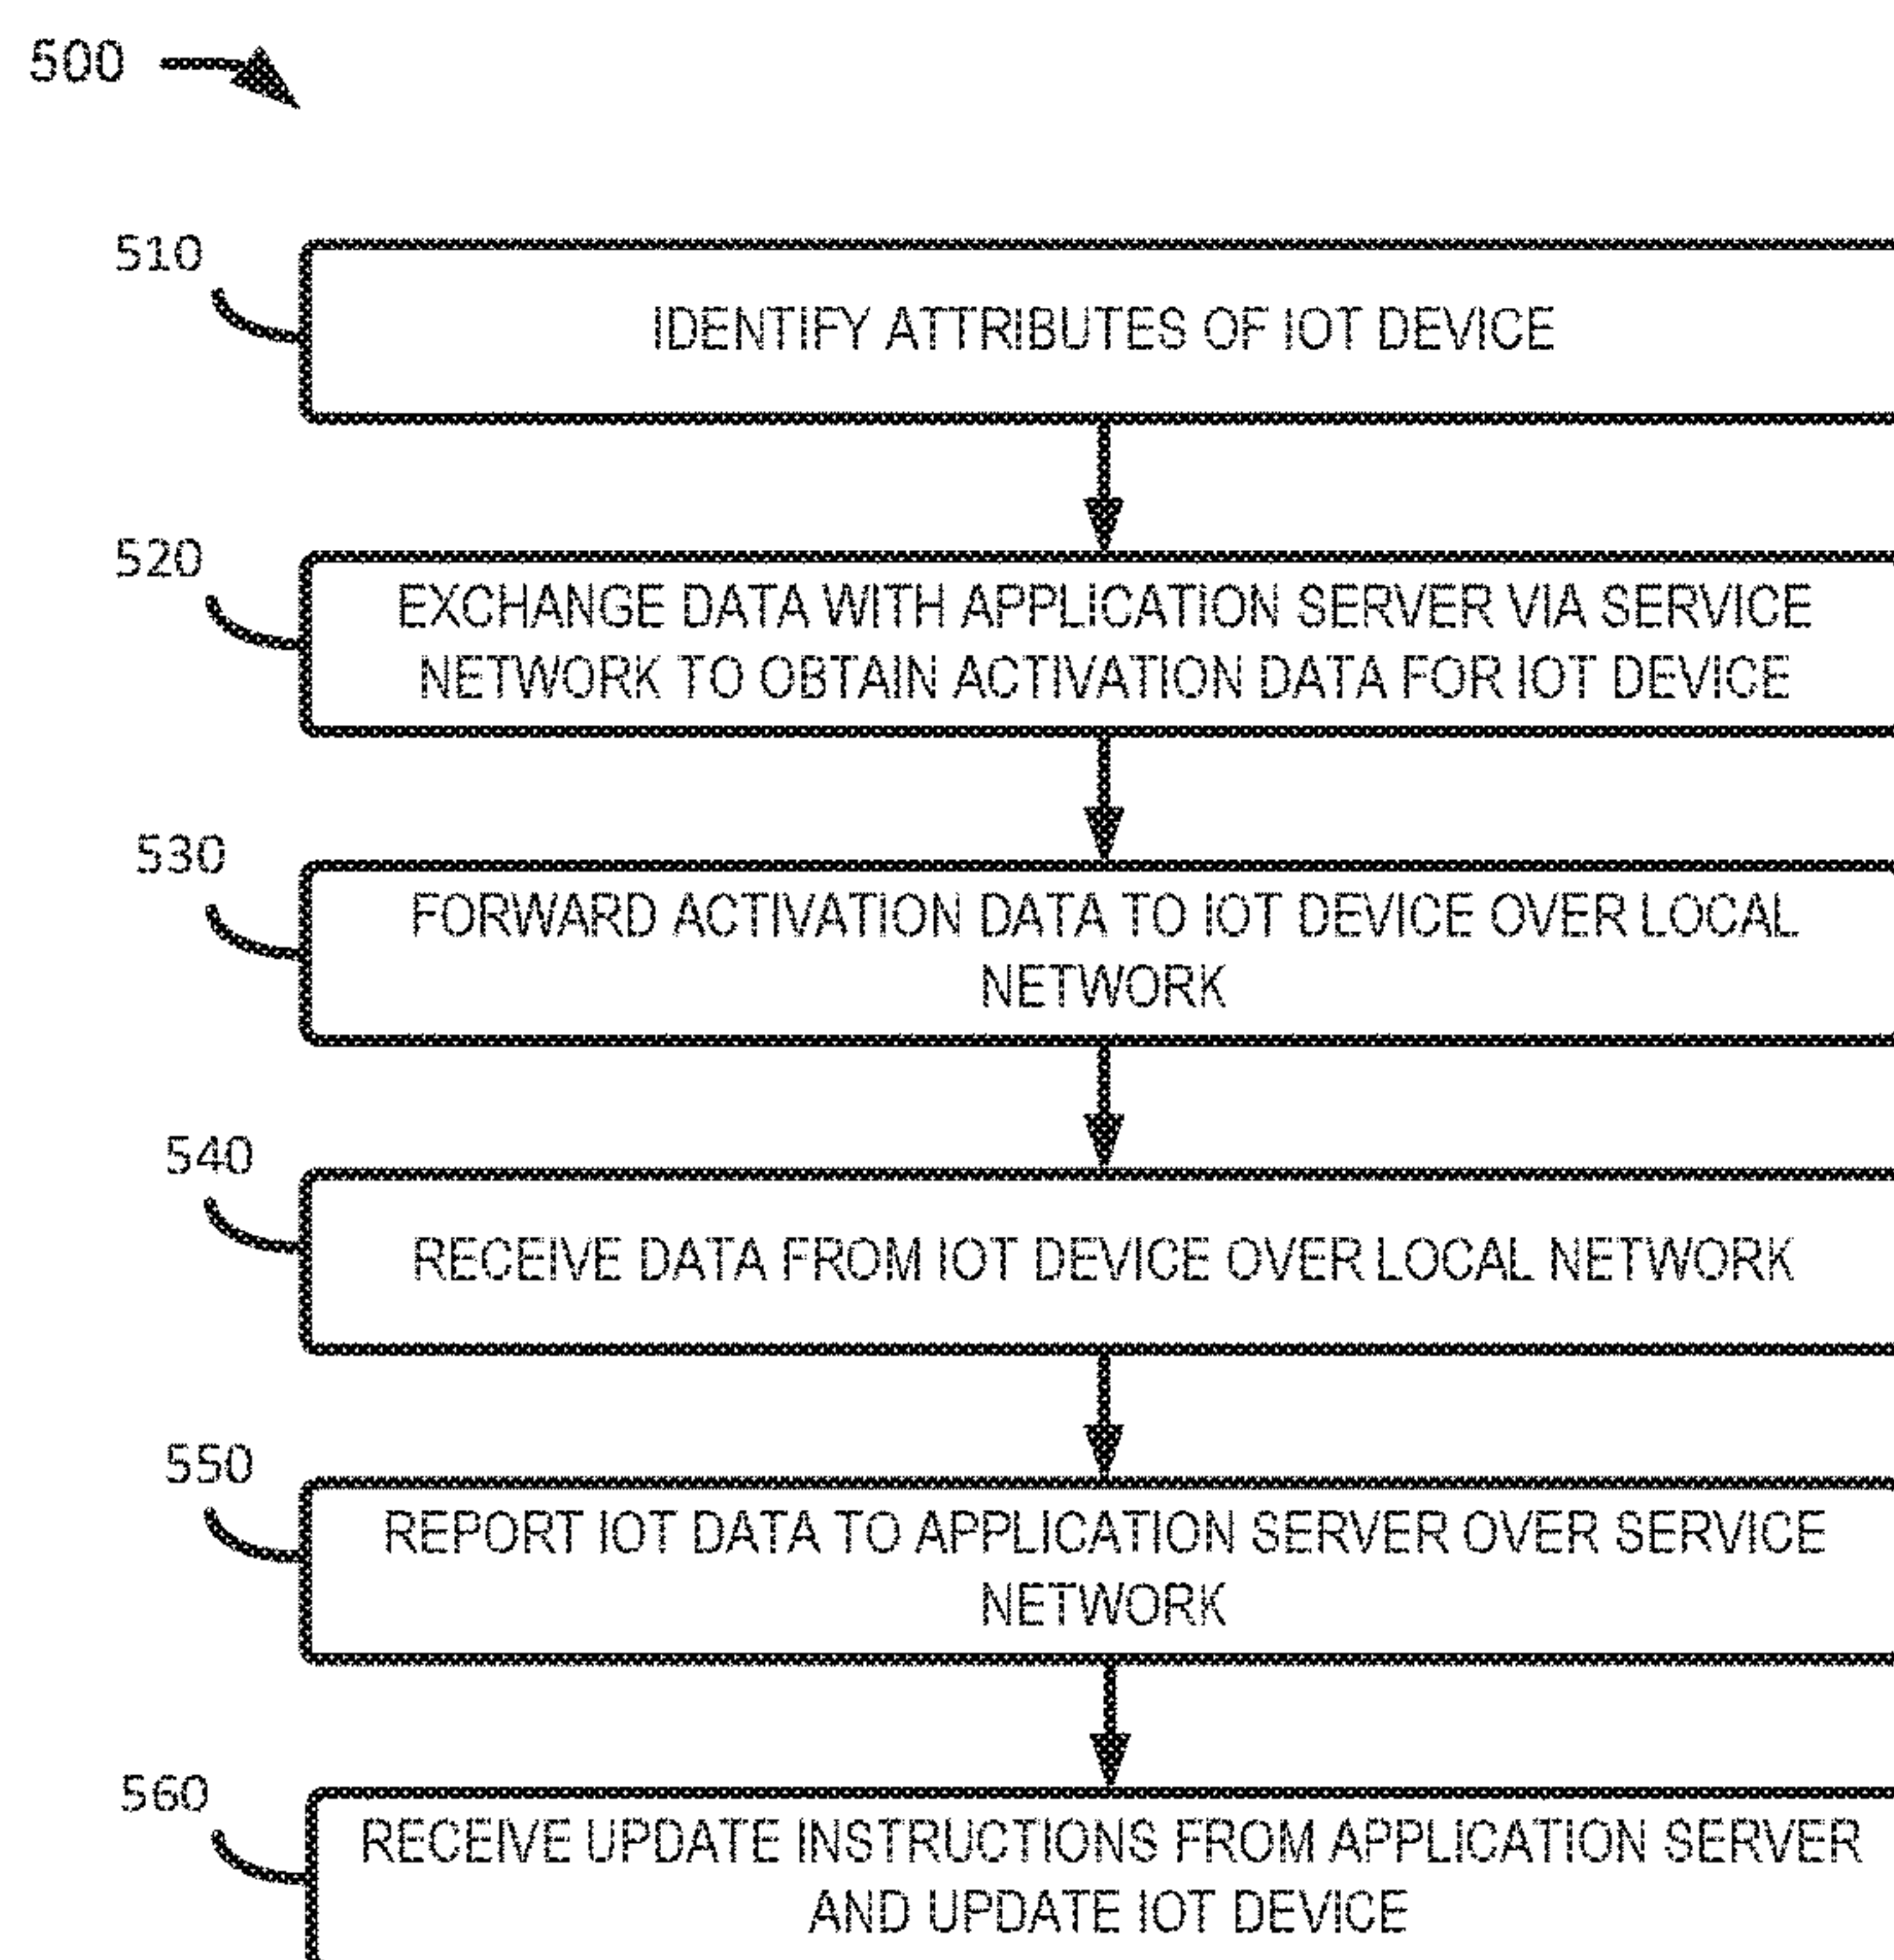 500
510
IDENTIFY ATTRIBUTES OF IOT DEVICE
520
EXCHANGE DATA WITH APPLICATION SERVER VIA SERVICE
NETWORK TO OBTAIN ACTIVATION DATA FOR IOT DEVICE
530
FORWARD ACTIVATION DATA TO IOT DEVICE OVER LOCAL
NETWORK
540
RECEIVE DATA FROM IOT DEVICE OVER LOCAL NETWORK
550
REPORT IOT DATA TO APPLICATION SERVER OVER SERVICE
NETWORK
560
RECEIVE UPDATE INSTRUCTIONS FROM APPLICATION SERVER
AND UPDATE IOT DEVICE